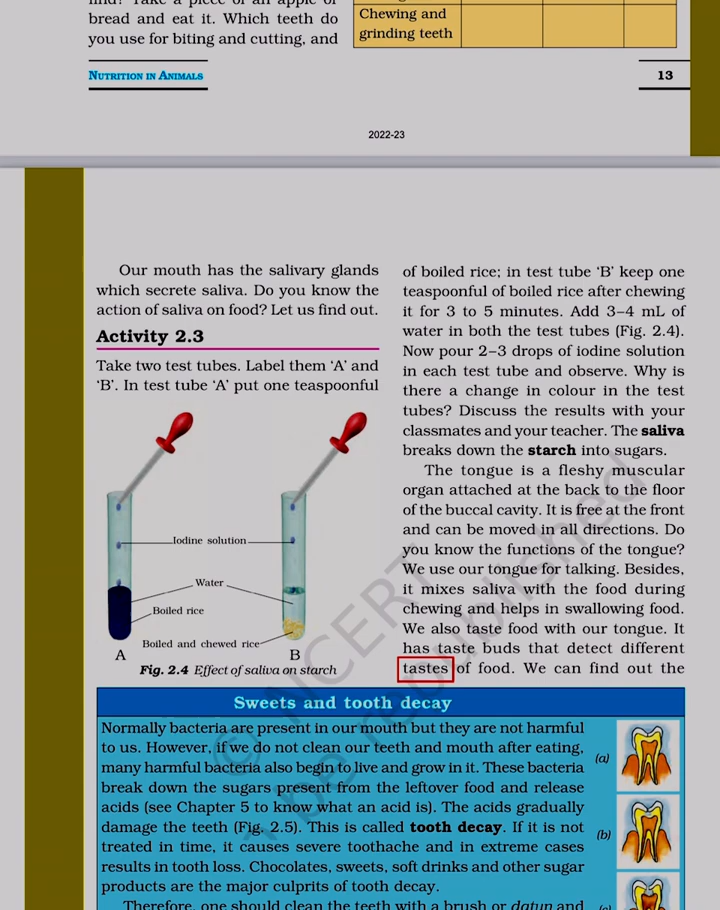 bread and eat it. Which teeth do
you use for biting and cutting, and
Chewing and
grinding teeth
NUTRITION IN ANIMALS
13
2022-23
Our mouth has the salivary glands
which secrete saliva. Do you know the
action of saliva on food? Let us find out.
Activity 2.3
Take two test tubes. Label them ‘A’ and
‘B’. In test tube ‘A’ put one teaspoonful
Iodine solution
Water
Boiled rice
Boiled and chewed rice
A
B
Fig. 2.4 Effect of saliva on starch
of boiled rice; in test tube ‘B’ keep one
teaspoonful of boiled rice after chewing
it for 3 to 5 minutes. Add 3–4 mL of
water in both the test tubes (Fig. 2.4).
Now pour 2–3 drops of iodine solution
in each test tube and observe. Why is
there a change in colour in the test
tubes? Discuss the results with your
classmates and your teacher. The saliva
breaks down the starch into sugars.
The tongue is a fleshy muscular
organ attached at the back to the floor
of the buccal cavity. It is free at the front
and can be moved in all directions. Do
you know the functions of the tongue?
We use our tongue for talking. Besides,
it mixes saliva with the food during
chewing and helps in swallowing food.
We also taste food with our tongue. It
has taste buds that detect different
tastes of food. We can find out the
© NCERT
be republished
Sweets and tooth decay
Normally bacteria are present in our mouth but they are not harmful
to us. However, if we do not clean our teeth and mouth after eating,
many harmful bacteria also begin to live and grow in it. These bacteria
break down the sugars present from the leftover food and release
acids (see Chapter 5 to know what an acid is). The acids gradually
damage the teeth (Fig. 2.5). This is called tooth decay. If it is not
treated in time, it causes severe toothache and in extreme cases
results in tooth loss. Chocolates, sweets, soft drinks and other sugar
products are the major culprits of tooth decay.
Therefore, one should clean the teeth with a brush or datun and
(a)
(b)
(c)